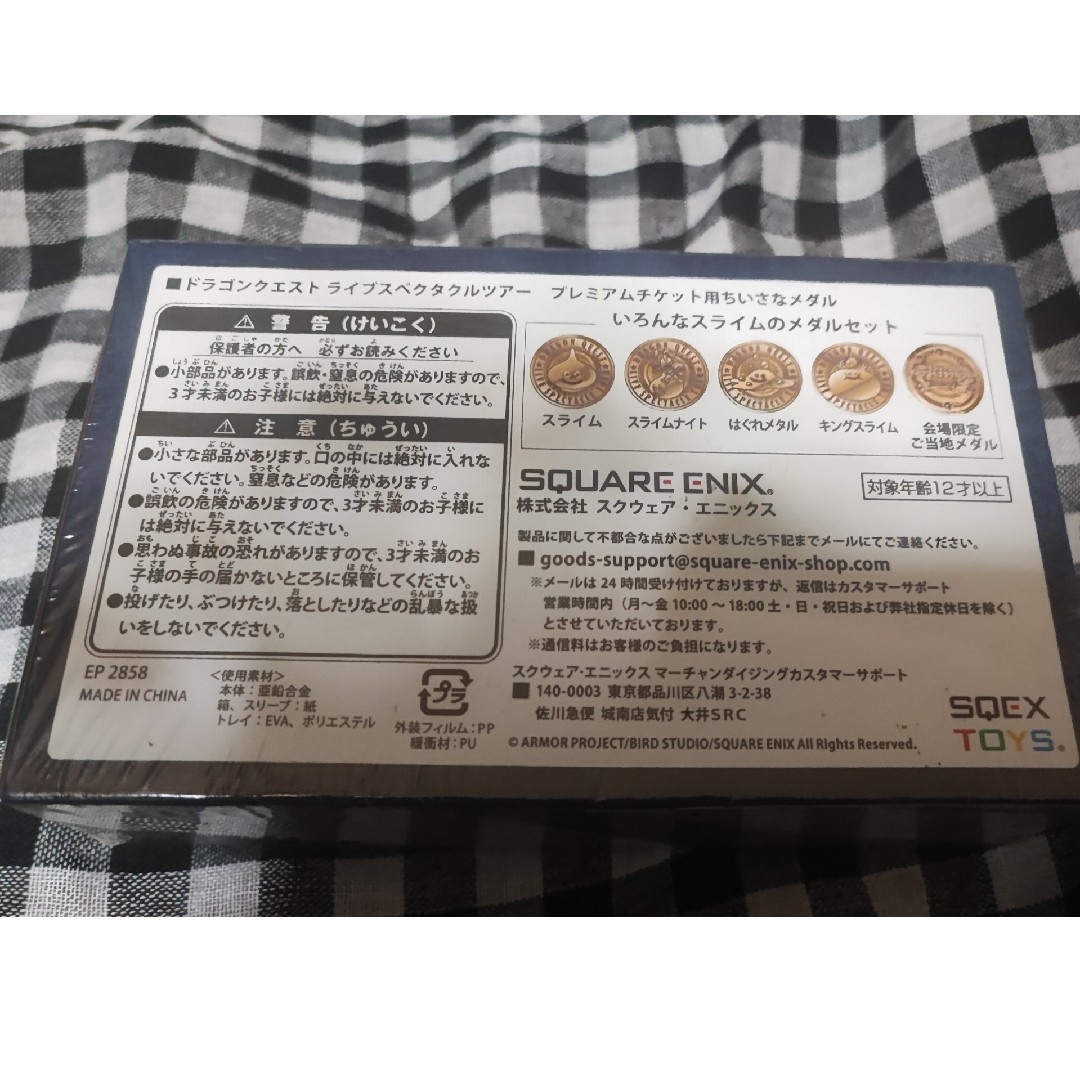 ■ドラゴンクエスト ライブスペクタクルツアー プレミアムチケット用ちいさなメダル
いろんなスライムのメダルセット
⚠ 警告(けいこく)
保護者の方へ 必ずお読みください
●小部品があります。誤飲・窒息の危険がありますので、
3才未満のお子様には絶対に与えないでください。
⚠ 注意(ちゅうい)
●小さな部品があります。口の中には絶対に入れな
いでください。窒息などの危険があります。
●誤飲の危険がありますので、3才未満のお子様に
は絶対に与えないでください。
●思わぬ事故の恐れがありますので、3才未満のお
子様の手の届かないところに保管してください。
●投げたり、ぶつけたり、落としたりなどの乱暴な扱
いをしないでください。
EP 2858
MADE IN CHINA
<使用素材>
本体:亜鉛合金
箱、スリーブ:紙
トレイ:EVA、ポリエステル
プラ
外装フィルム:PP
緩衝材:PU
スライム
スライムナイト
はぐれメタル
キングスライム
会場限定
ご当地メダル
SQUARE ENIX.
株式会社 スクウェア・エニックス
対象年齢12才以上
製品に関して不都合な点がございましたら下記までメールにてご連絡ください。
■ goods-support@square-enix-shop.com
※メールは24時間受け付けておりますが、返信はカスタマーサポート
営業時間内(月〜金 10:00〜18:00 土・日・祝日および弊社指定休日を除く)
とさせていただいております。
※通信料はお客様のご負担になります。
スクウェア・エニックス マーチャンダイジングカスタマーサポート
■ 140-0003 東京都品川区八潮 3-2-38
佐川急便 城南店気付 大井SRC
© ARMOR PROJECT/BIRD STUDIO/SQUARE ENIX All Rights Reserved.
SQEX
TOYS.